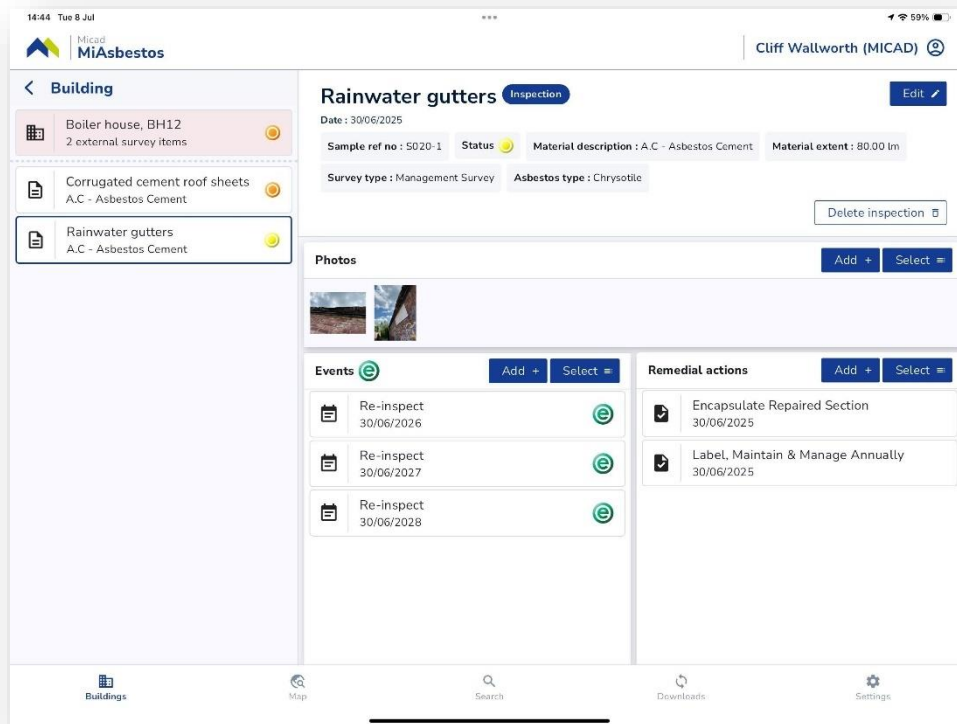 14:44 Tue 8 Jul
59%
Micad
MiAsbestos
Cliff Wallworth (MICAD)
Building
Boiler house, BH12
2 external survey items
Corrugated cement roof sheets
A.C - Asbestos Cement
Rainwater gutters
A.C - Asbestos Cement
Rainwater gutters Inspection
Edit
Date : 30/06/2025
Sample ref no : S020-1 Status Material description : A.C - Asbestos Cement Material extent : 80.00 lm
Survey type : Management Survey Asbestos type : Chrysotile
Delete inspection
Photos
Add + Select
Events e Add + Select
Re-inspect
30/06/2026
e
Re-inspect
30/06/2027
e
Re-inspect
30/06/2028
e
Remedial actions Add + Select
Encapsulate Repaired Section
30/06/2025
Label, Maintain & Manage Annually
30/06/2025
Buildings
Map
Search
Downloads
Settings